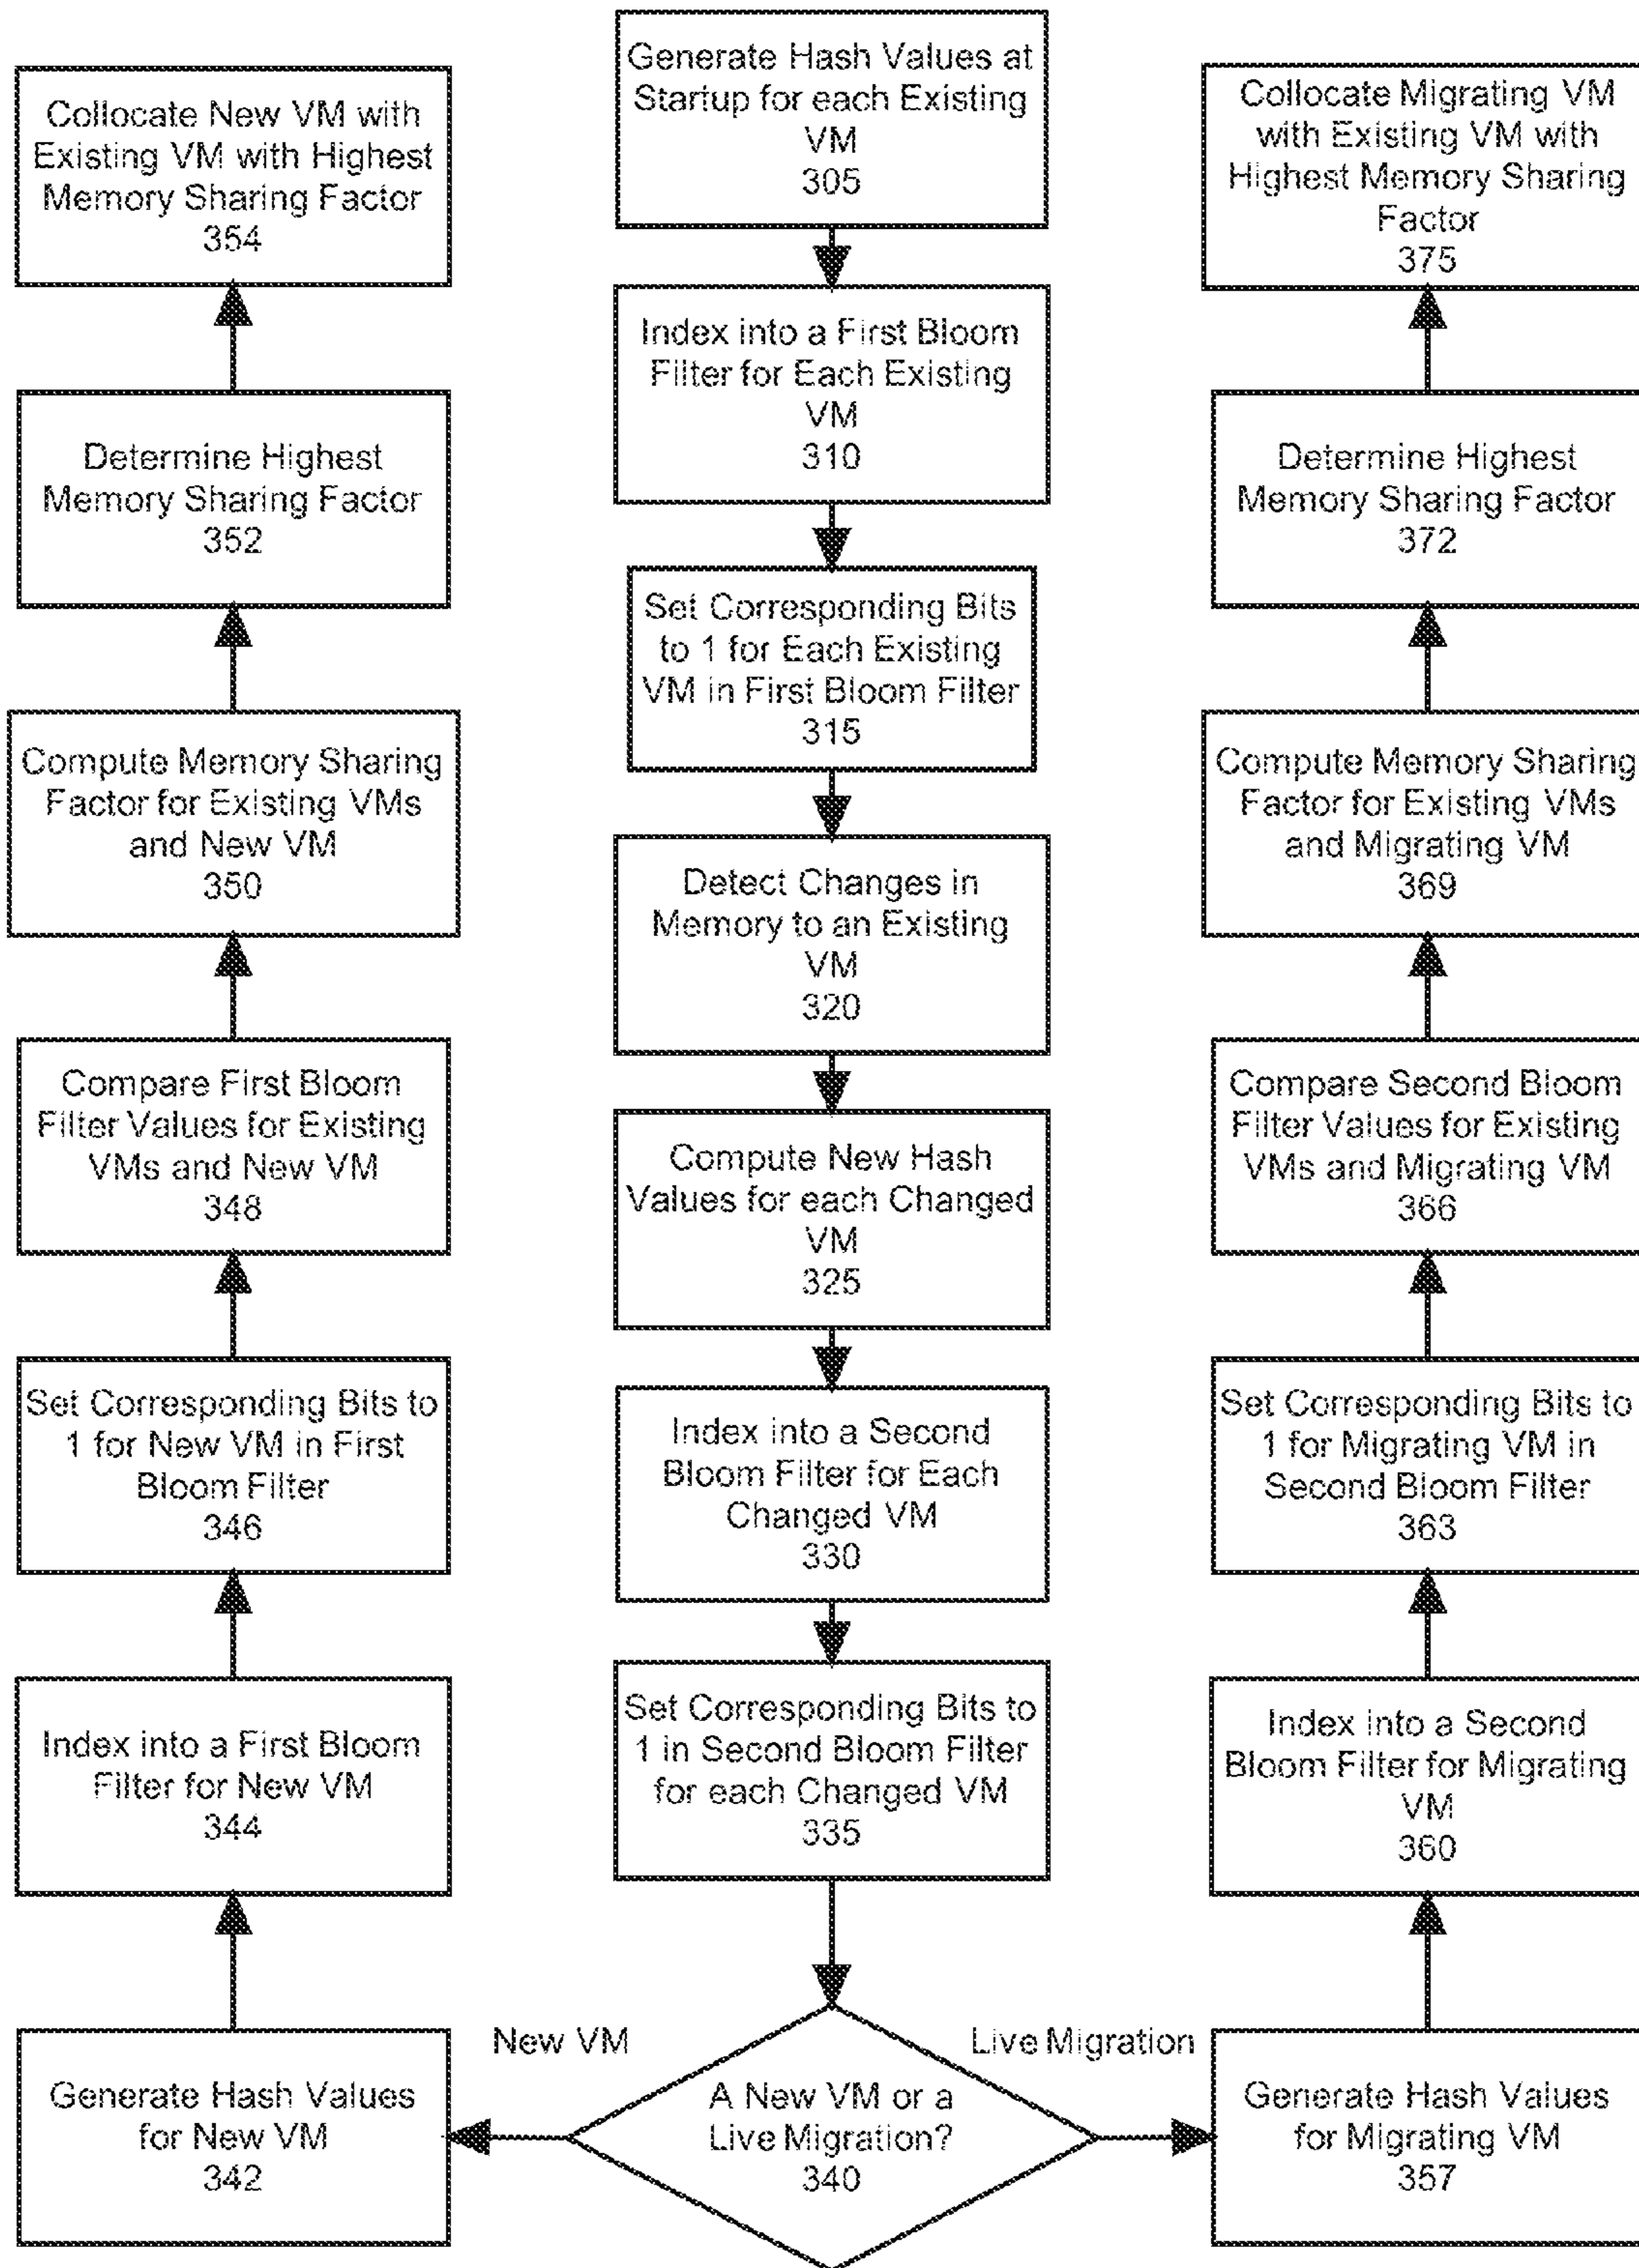 Generate Hash Values at
Startup for each Existing
VM
305
Index into a First Bloom
Filter for Each Existing
VM
310
Set Corresponding Bits
to 1 for Each Existing
VM in First Bloom Filter
315
Detect Changes in
Memory to an Existing
VM
320
Compute New Hash
Values for each Changed
VM
325
Index into a Second
Bloom Filter for Each
Changed VM
330
Set Corresponding Bits to
1 in Second Bloom Filter
for each Changed VM
335
A New VM or a
Live Migration?
340
New VM
Generate Hash Values
for New VM
342
Index into a First Bloom
Filter for New VM
344
Set Corresponding Bits to
1 for New VM in First
Bloom Filter
346
Compare First Bloom
Filter Values for Existing
VMs and New VM
348
Compute Memory Sharing
Factor for Existing VMs
and New VM
350
Determine Highest
Memory Sharing Factor
352
Collocate New VM with
Existing VM with Highest
Memory Sharing Factor
354
Live Migration
Generate Hash Values
for Migrating VM
357
Index into a Second
Bloom Filter for Migrating
VM
360
Set Corresponding Bits to
1 for Migrating VM in
Second Bloom Filter
363
Compare Second Bloom
Filter Values for Existing
VMs and Migrating VM
366
Compute Memory Sharing
Factor for Existing VMs
and Migrating VM
369
Determine Highest
Memory Sharing Factor
372
Collocate Migrating VM
with Existing VM with
Highest Memory Sharing
Factor
375